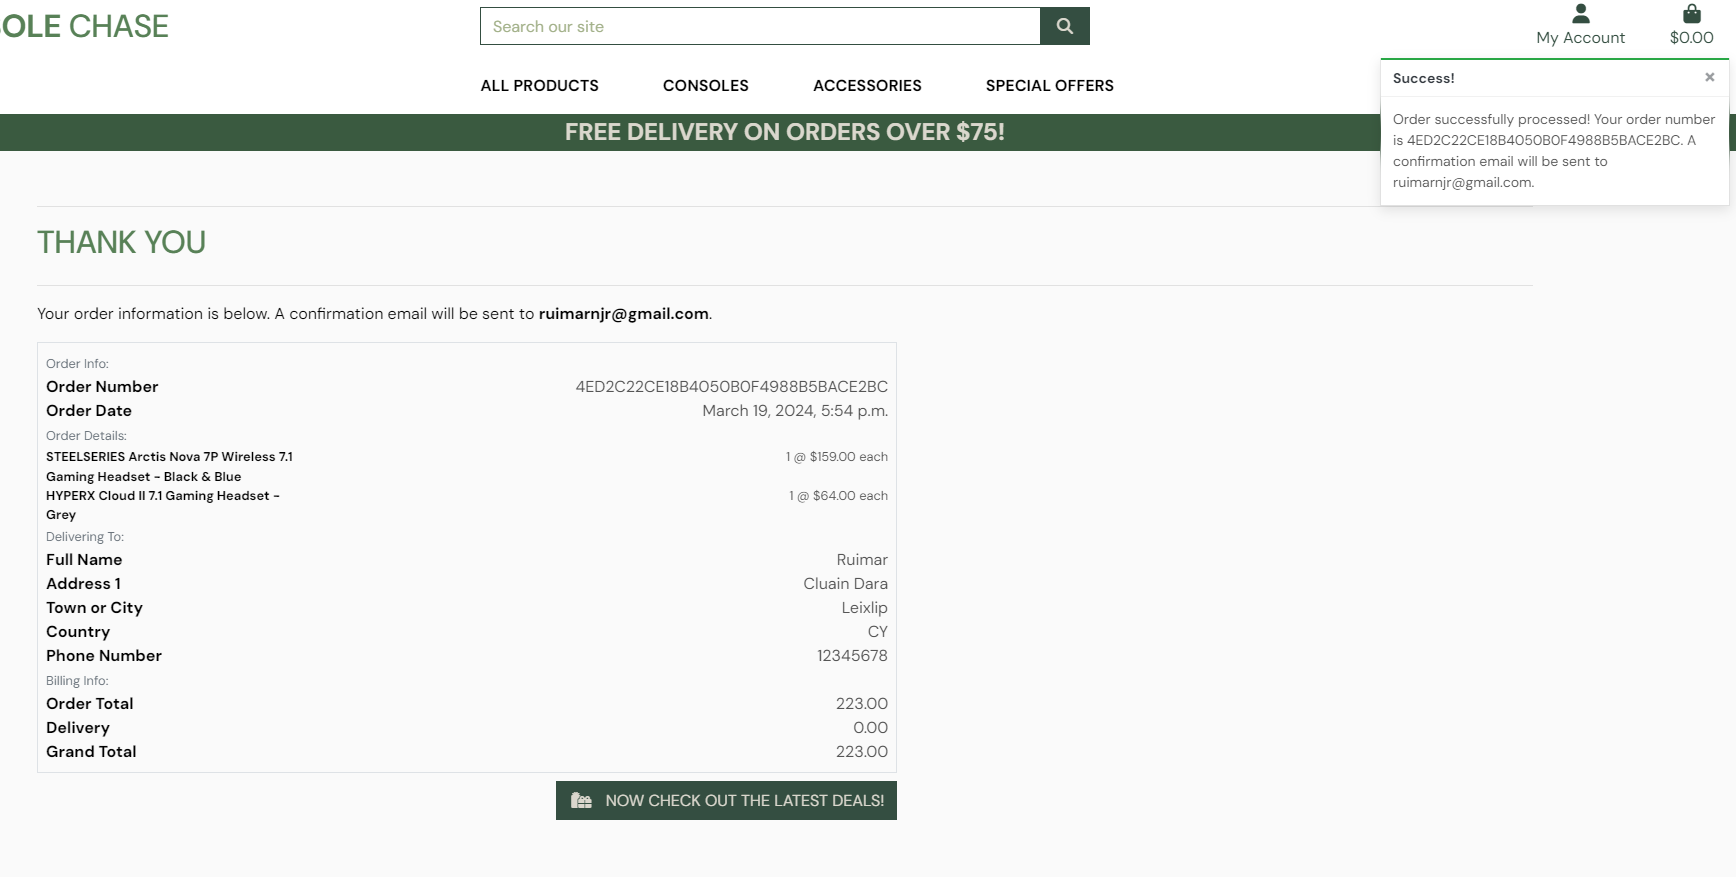 OLE CHASE
Search our site
My Account
$0.00
ALL PRODUCTS
CONSOLES
ACCESSORIES
SPECIAL OFFERS
Success!
×
Order successfully processed! Your order number
is 4ED2C22CE18B4050B0F4988B5BACE2BC. A
confirmation email will be sent to
ruimarnjr@gmail.com.
FREE DELIVERY ON ORDERS OVER $75!
THANK YOU
Your order information is below. A confirmation email will be sent to ruimarnjr@gmail.com.
Order Info:
Order Number 4ED2C22CE18B4050B0F4988B5BACE2BC
Order Date March 19, 2024, 5:54 p.m.
Order Details:
STEELSERIES Arctis Nova 7P Wireless 7.1 1 @ $159.00 each
Gaming Headset - Black & Blue
HYPERX Cloud II 7.1 Gaming Headset - 1 @ $64.00 each
Grey
Delivering To:
Full Name Ruimar
Address 1 Cluain Dara
Town or City Leixlip
Country CY
Phone Number 12345678
Billing Info:
Order Total 223.00
Delivery 0.00
Grand Total 223.00
NOW CHECK OUT THE LATEST DEALS!